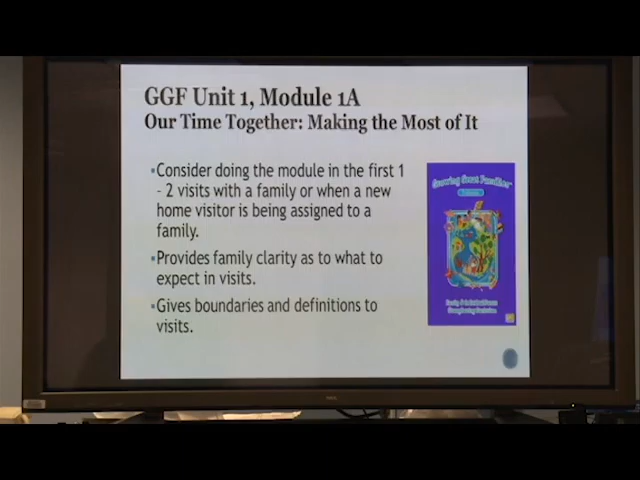 GGF Unit 1, Module 1A
Our Time Together: Making the Most of It
▪Consider doing the module in the first 1
- 2 visits with a family or when a new
home visitor is being assigned to a
family.
▪Provides family clarity as to what to
expect in visits.
▪Gives boundaries and definitions to
visits.
Growing Great Families
NEC